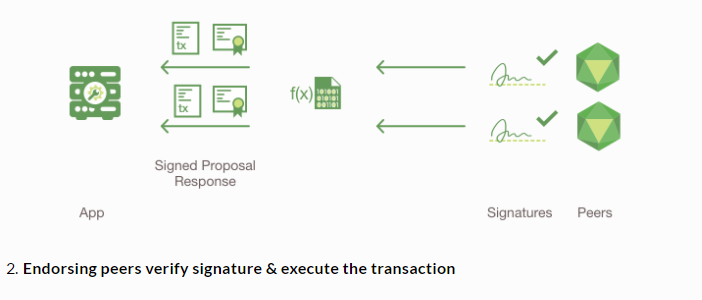 tx
tx
f(x)
Signed Proposal
Response
App
Signatures
Peers
2. Endorsing peers verify signature & execute the transaction